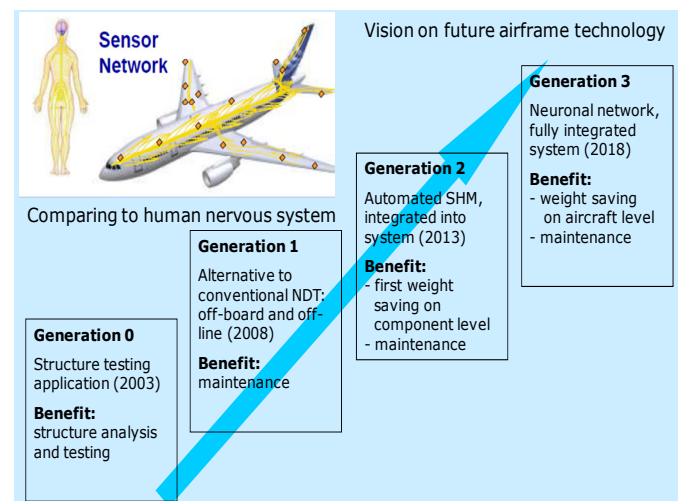 Sensor
Network
Vision on future airframe technology
Comparing to human nervous system
Generation 0
Structure testing
application (2003)
Benefit:
structure analysis
and testing
Generation 1
Alternative to
conventional NDT:
off-board and off-
line (2008)
Benefit:
maintenance
Generation 2
Automated SHM,
integrated into
system (2013)
Benefit:
- first weight
saving on
component level
- maintenance
Generation 3
Neuronal network,
fully integrated
system (2018)
Benefit:
- weight saving
on aircraft level
- maintenance